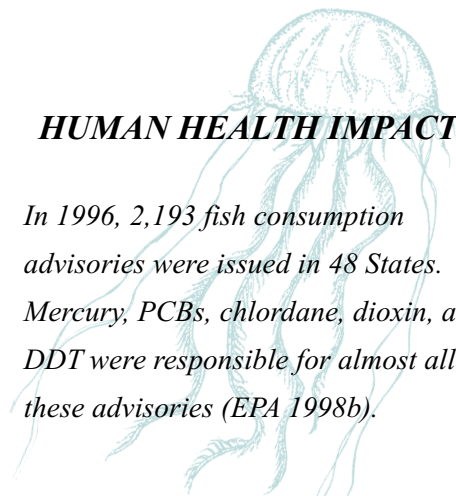 HUMAN HEALTH IMPACT
In 1996, 2,193 fish consumption
advisories were issued in 48 States.
Mercury, PCBs, chlordane, dioxin, a
DDT were responsible for almost all
these advisories (EPA 1998b).